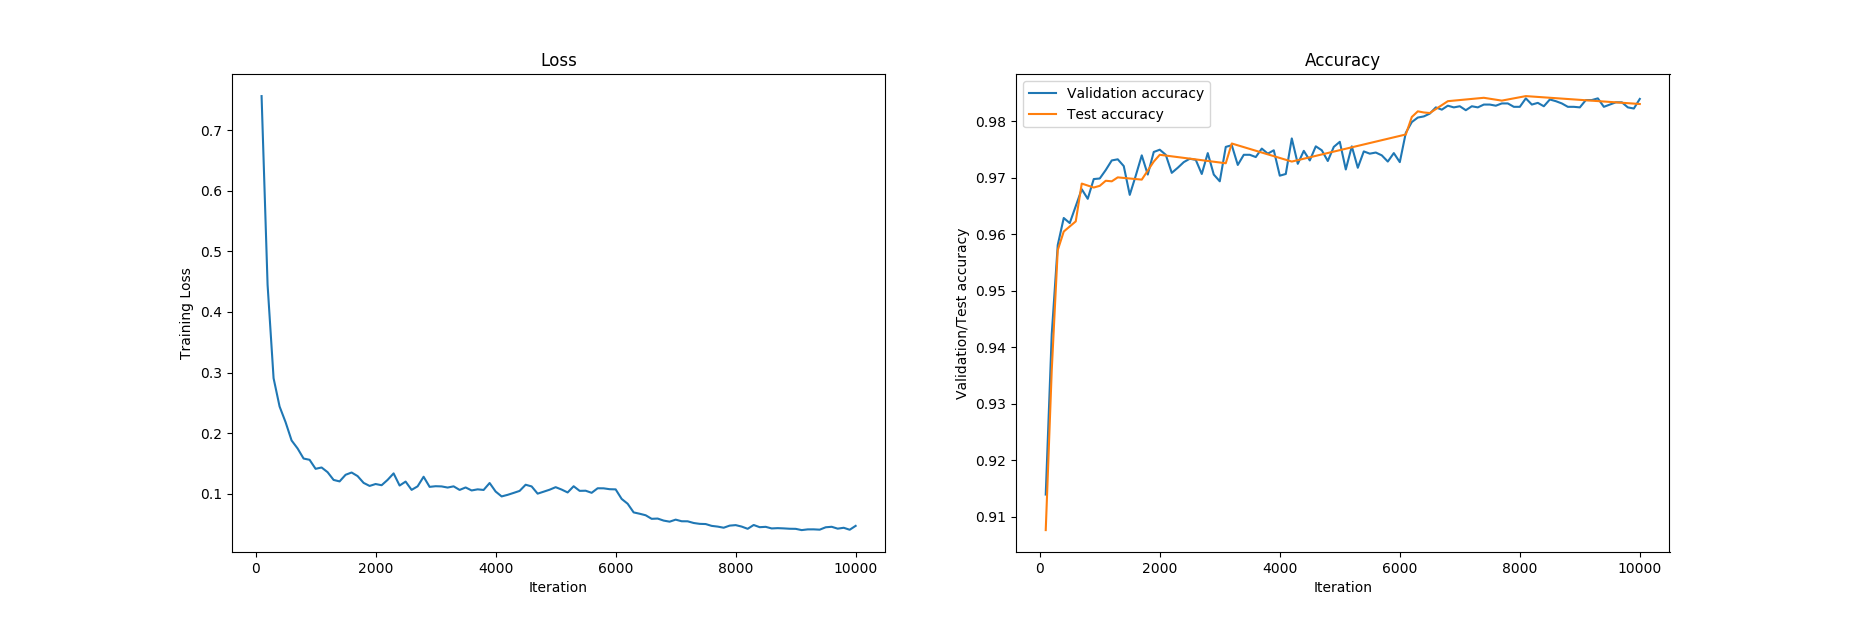 Loss
0.7
0.6
0.5
0.4
0.3
0.2
0.1
Training Loss
0 2000 4000 6000 8000 10000
Iteration
Accuracy
Validation accuracy
Test accuracy
0.98
0.97
0.96
0.95
0.94
0.93
0.92
0.91
Validation/Test accuracy
0 2000 4000 6000 8000 10000
Iteration